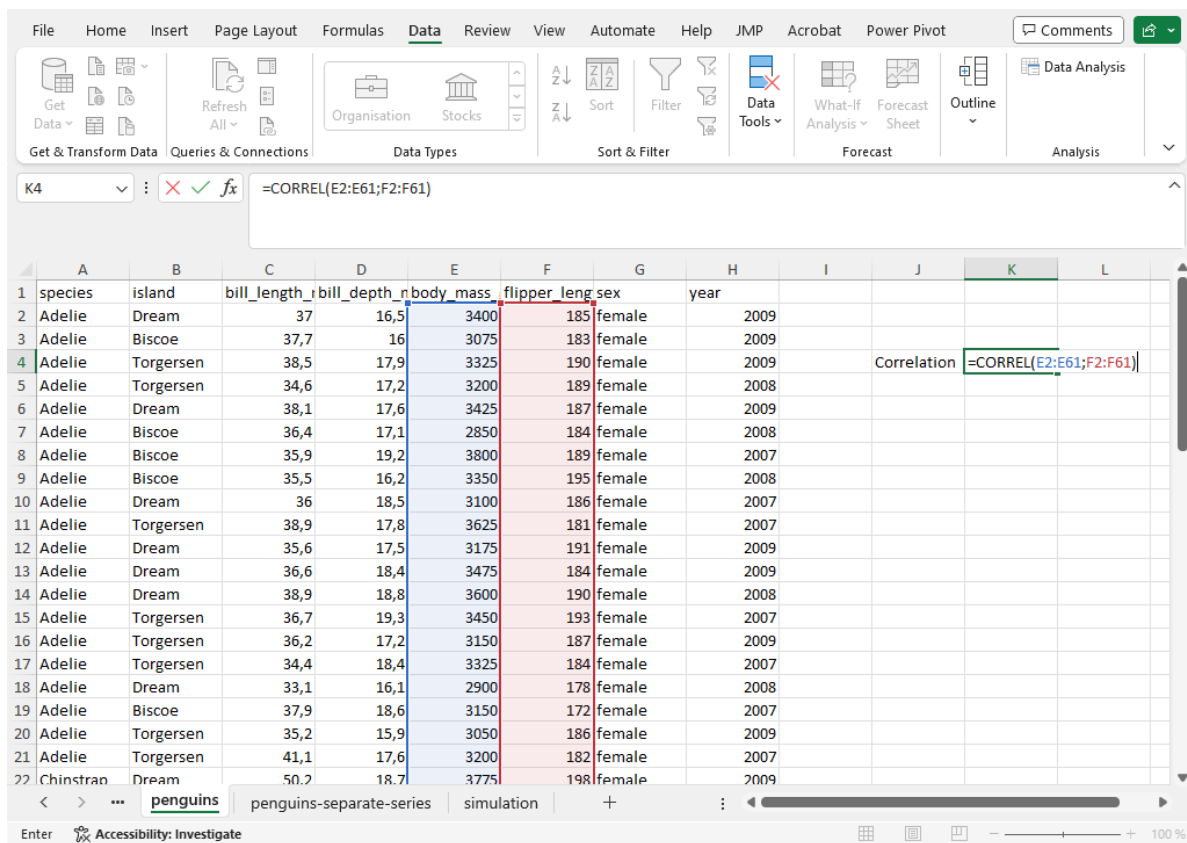 File Home Insert Page Layout Formulas Data Review View Automate Help JMP Acrobat Power Pivot Comments
Get Data Refresh All Organisation Stocks Sort Filter Data Tools What-If Analysis Forecast Sheet Outline Data Analysis
Get & Transform Data Queries & Connections Data Types Sort & Filter Forecast Analysis
K4 fx =CORREL(E2:E61;F2:F61)
A B C D E F G H I J K L
1 species island bill_length_r bill_depth_n body_mass_ flipper_leng sex year
2 Adelie Dream 37 16,5 3400 185 female 2009
3 Adelie Biscoe 37,7 16 3075 183 female 2009
4 Adelie Torgersen 38,5 17,9 3325 190 female 2009 Correlation =CORREL(E2:E61;F2:F61)
5 Adelie Torgersen 34,6 17,2 3200 189 female 2008
6 Adelie Dream 38,1 17,6 3425 187 female 2009
7 Adelie Biscoe 36,4 17,1 2850 184 female 2008
8 Adelie Biscoe 35,9 19,2 3800 189 female 2007
9 Adelie Biscoe 35,5 16,2 3350 195 female 2008
10 Adelie Dream 36 18,5 3100 186 female 2007
11 Adelie Torgersen 38,9 17,8 3625 181 female 2007
12 Adelie Dream 35,6 17,5 3175 191 female 2009
13 Adelie Dream 36,6 18,4 3475 184 female 2009
14 Adelie Dream 38,9 18,8 3600 190 female 2008
15 Adelie Torgersen 36,7 19,3 3450 193 female 2007
16 Adelie Torgersen 36,2 17,2 3150 187 female 2009
17 Adelie Torgersen 34,4 18,4 3325 184 female 2007
18 Adelie Dream 33,1 16,1 2900 178 female 2008
19 Adelie Biscoe 37,9 18,6 3150 172 female 2007
20 Adelie Torgersen 35,2 15,9 3050 186 female 2009
21 Adelie Torgersen 41,1 17,6 3200 182 female 2007
22 Chinstrap Dream 50,2 18,7 3775 198 female 2009
penguins penguins-separate-series simulation
Enter Accessibility: Investigate 100 %